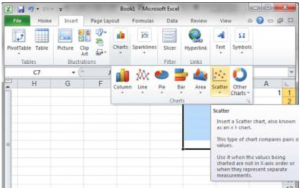 Book1 - Microsoft Excel
File Home Insert Page Layout Formulas Data Review View
PivotTable Table Picture Clip Art Charts Sparklines Slicer Hyperlink Text Symbols
Tables Illustrations Filter Links
C7
Column Line Pie Bar Area Scatter Other Charts
Charts
H G F A
1 1
2
Scatter
Insert a Scatter chart, also known
as an x y chart.
This type of chart compares pairs o
values.
Use it when the values being
charted are not in X-axis order or
when they represent separate
measurements.